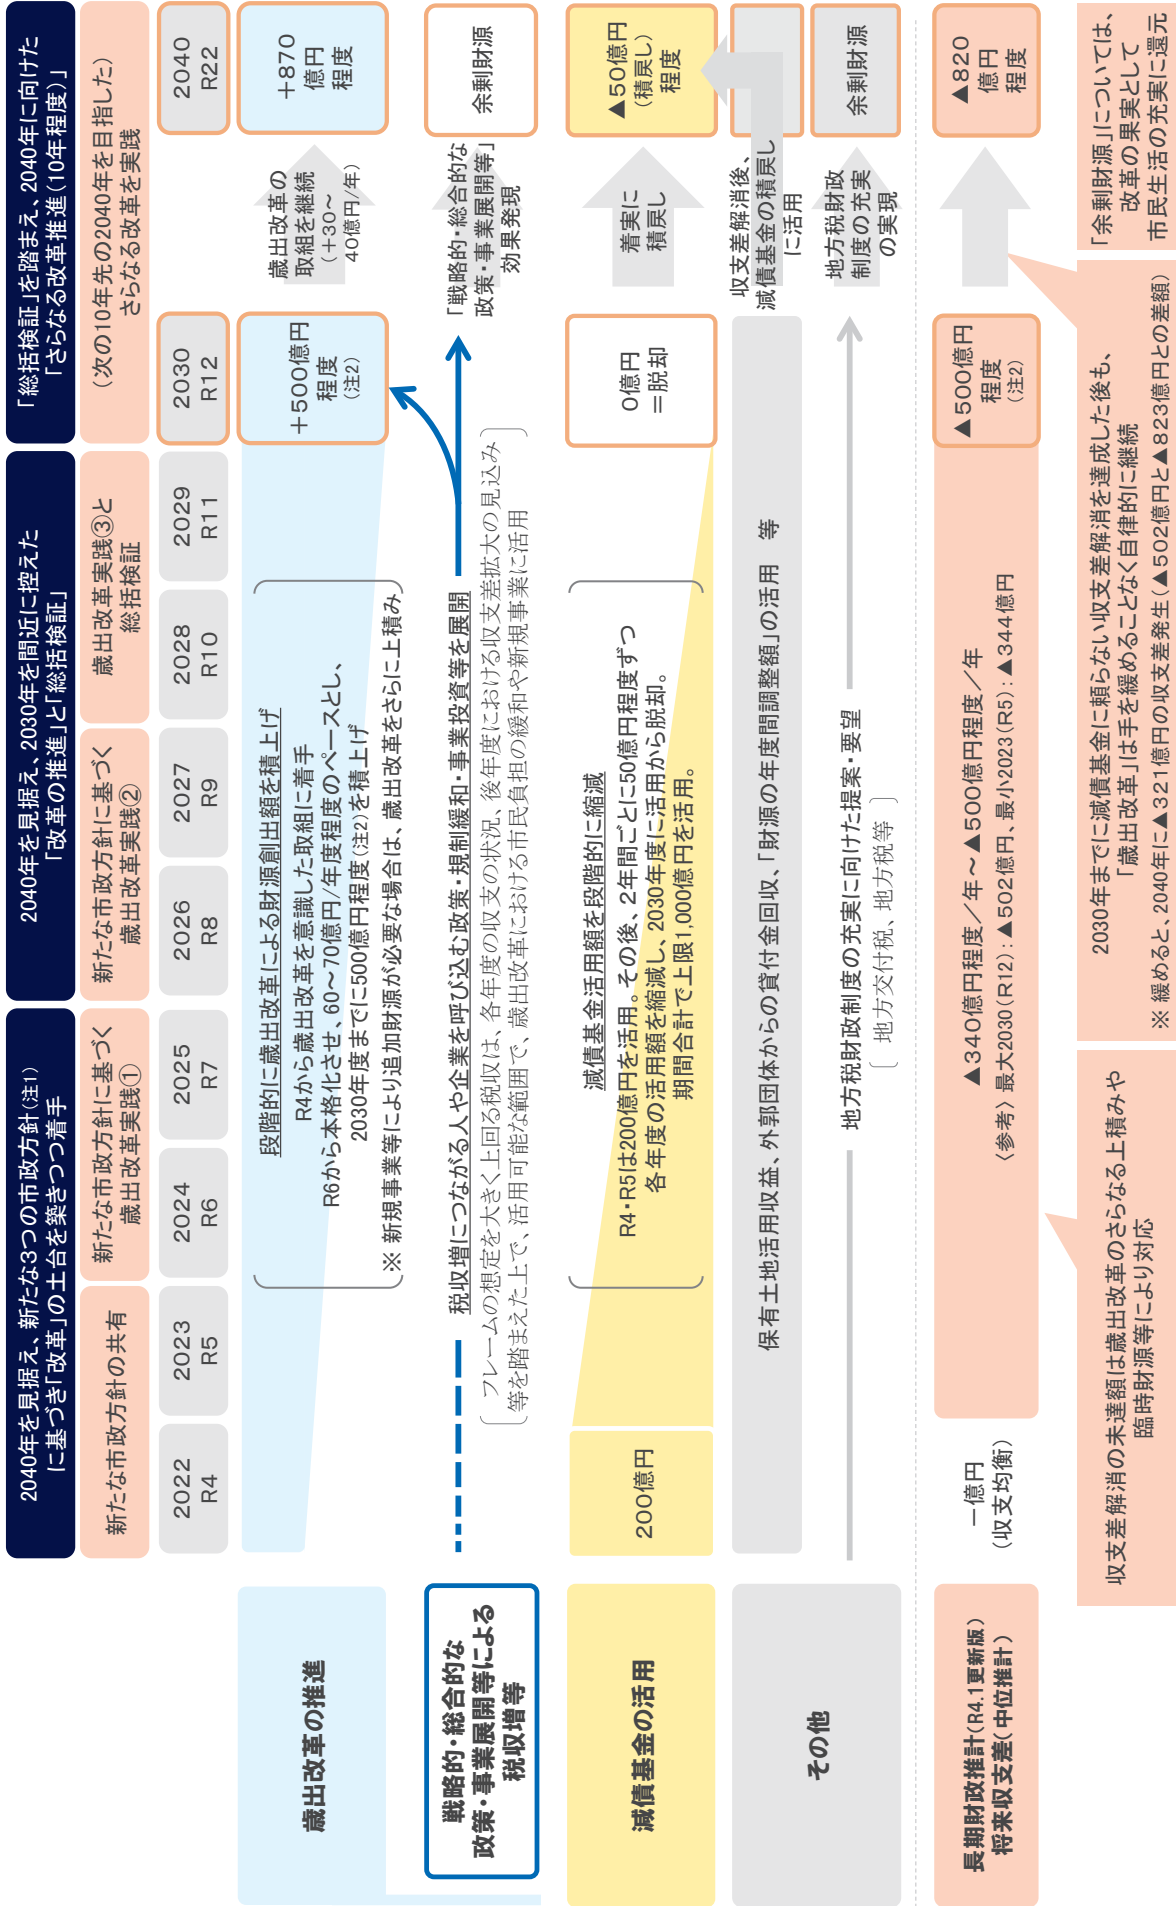 2040年を見据え、新たな3つの市政方針(注1)
に基づき「改革」の土台を築きつつ着手
2040年を見据え、2030年を間近に控えた
「改革の推進」と「総括検証」
「総括検証」を踏まえ、2040年に向けた
「さらなる改革推進(10年程度)」
新たな市政方針の共有
新たな市政方針に基づく
歳出改革実践①
新たな市政方針に基づく
歳出改革実践②
歳出改革実践③と
総括検証
(次の10年先の2040年を目指した)
さらなる改革を実践
2022
R4
2023
R5
2024
R6
2025
R7
2026
R8
2027
R9
2028
R10
2029
R11
2030
R12
2040
R22
歳出改革の推進
段階的に歳出改革による財源創出額を積上げ
R4から歳出改革を意識した取組に着手
R6から本格化させ、60~70億円/年度程度のペースとし、
2030年度までに500億円程度(注2)を積上げ
※ 新規事業等により追加財源が必要な場合は、歳出改革をさらに上積み
+500億円
程度
(注2)
歳出改革の
取組を継続
(+30~
40億円/年)
+870
億円
程度
戦略的・総合的な
政策・事業展開等による
税収増等
税収増につながる人や企業を呼び込む政策・規制緩和・事業投資等を展開
フレームの想定を大きく上回る税収は、各年度の収支の状況、後年度における収支差拡大の見込み
等を踏まえた上で、活用可能な範囲で、歳出改革における市民負担の緩和や新規事業に活用
「戦略的・総合的な
政策・事業展開等」
効果発現
余剰財源
減債基金の活用
200億円
減債基金活用額を段階的に縮減
R4・R5は200億円を活用。その後、2年間ごとに50億円程度ずつ
各年度の活用額を縮減し、2030年度に活用から脱却。
期間合計で上限1,000億円を活用。
0億円
=脱却
着実に
積戻し
▲50億円
(積戻し)
程度
その他
保有土地活用収益、外郭団体からの貸付金回収、「財源の年度間調整額」の活用 等
収支差解消後、
減債基金の積戻し
に活用
地方税財政制度の充実に向けた提案・要望
〔 地方交付税、地方税等 〕
地方税財政
制度の充実
の実現
余剰財源
長期財政推計(R4.1更新版)
将来収支差(中位推計)
ー億円
(収支均衡)
▲340億円程度/年~▲500億円程度/年
〈参考〉最大2030(R12):▲502億円、最小2023(R5):▲344億円
▲500億円
程度
(注2)
▲820
億円
程度
収支差解消の未達額は歳出改革のさらなる上積みや
臨時財源等により対応
2030年までに減債基金に頼らない収支差解消を達成した後も、
「歳出改革」は手を緩めることなく自律的に継続
※ 緩めると、2040年に▲321億円の収支差発生(▲502億円と▲823億円との差額)
「余剰財源」については、
改革の果実として
市民生活の充実に還元